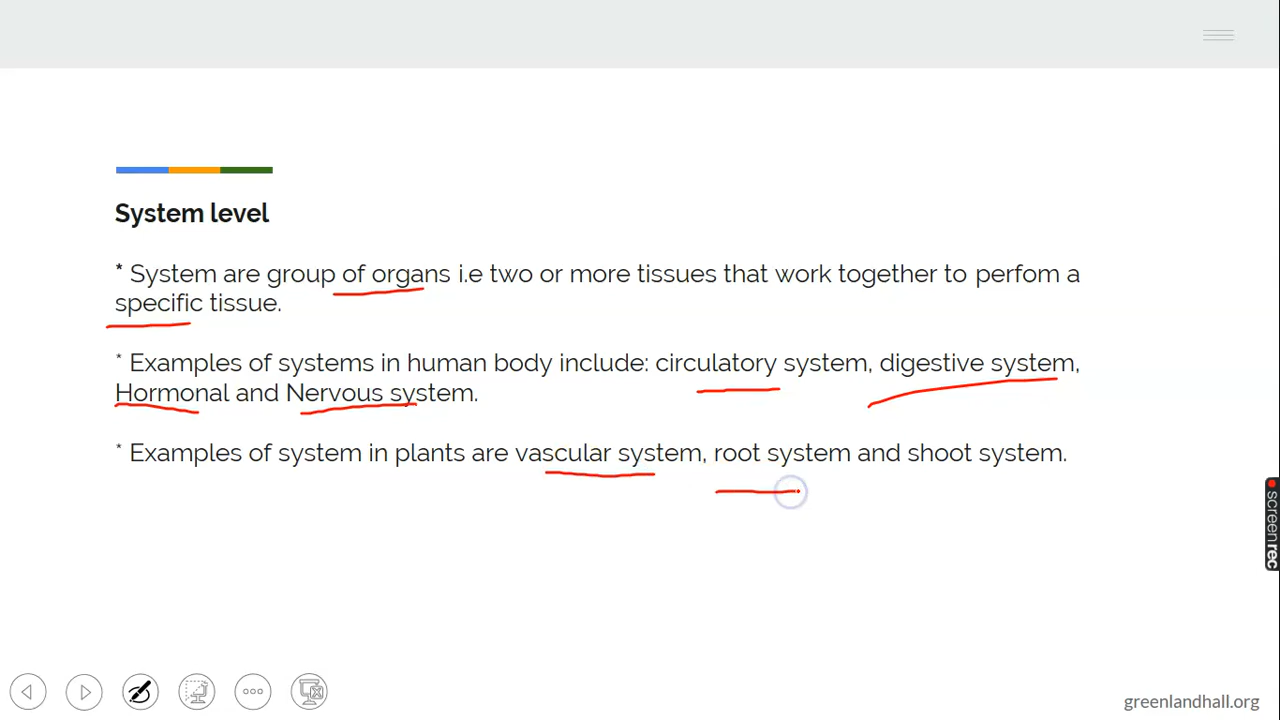 System level
* System are group of organs i.e two or more tissues that work together to perfom a
specific tissue.
* Examples of systems in human body include: circulatory system, digestive system,
Hormonal and Nervous system.
* Examples of system in plants are vascular system, root system and shoot system.
screenrec
greenlandhall.org